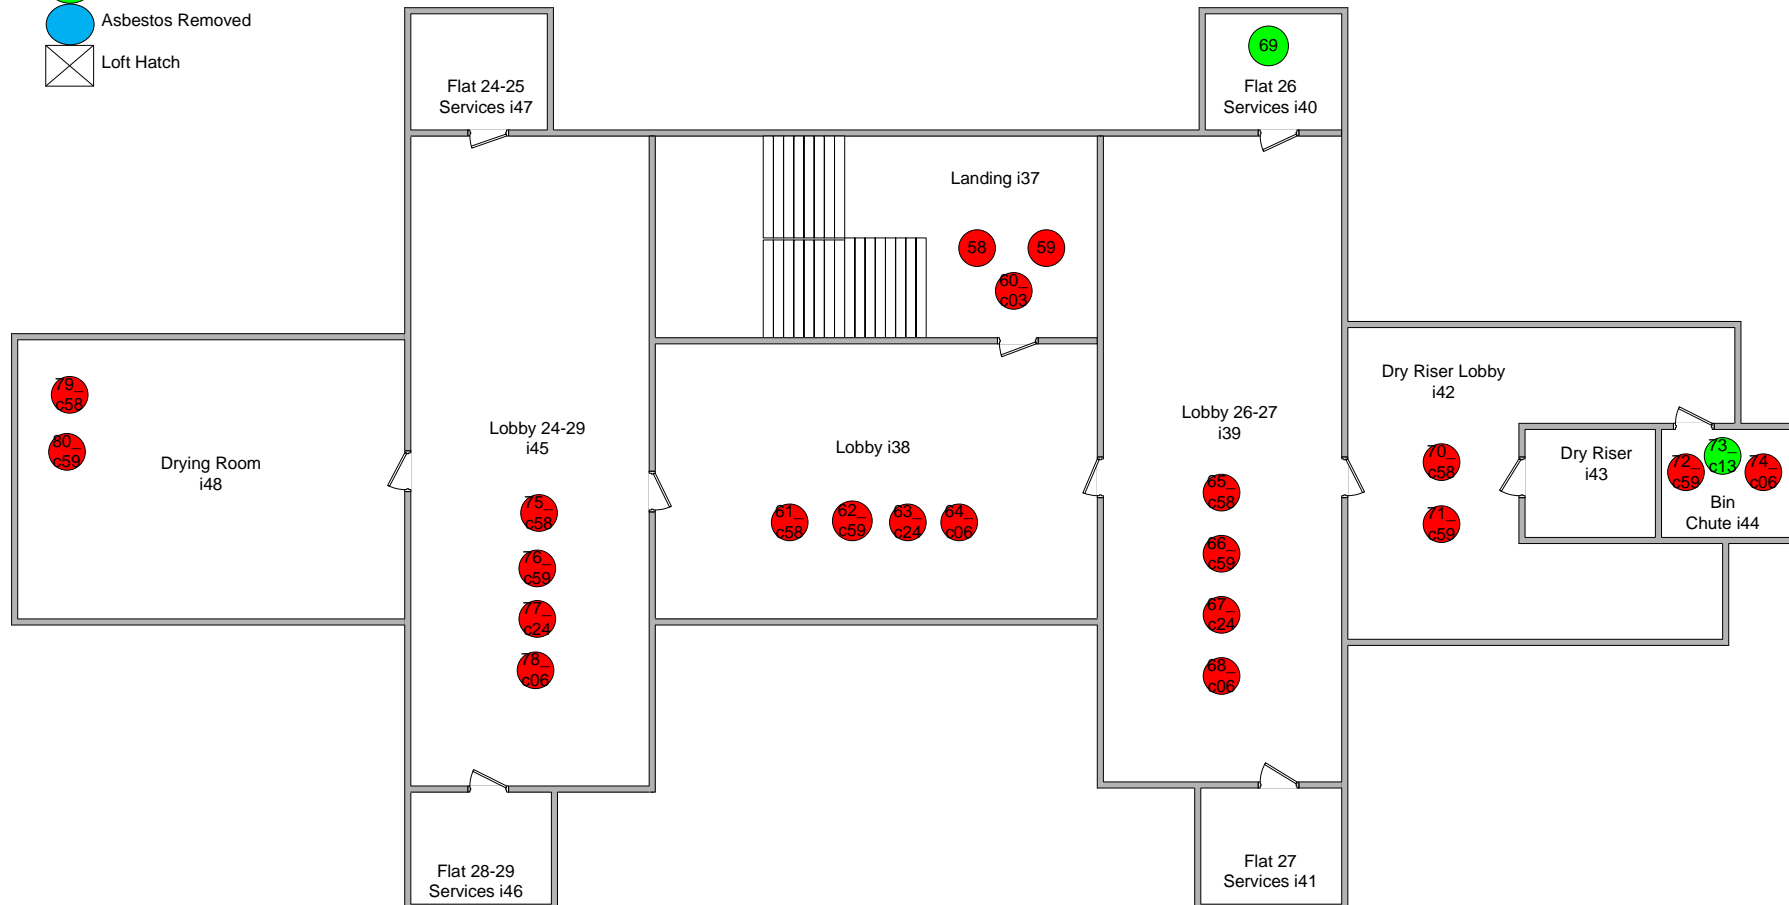 Asbestos Removed
Loft Hatch
Flat 24-25
Services i47
69
Flat 26
Services i40
Landing i37
58
59
60_
c03
Dry Riser Lobby
i42
79_
c58
80_
c59
Drying Room
i48
Lobby 24-29
i45
Lobby i38
Lobby 26-27
i39
70_
c58
71_
c59
Dry Riser
i43
72_
c59
73_
c13
74_
c06
Bin
Chute i44
75_
c58
76_
c59
77_
c24
78_
c06
61_
c58
62_
c59
63_
c24
64_
c06
65_
c58
66_
c59
67_
c24
68_
c06
Flat 28-29
Services i46
Flat 27
Services i41